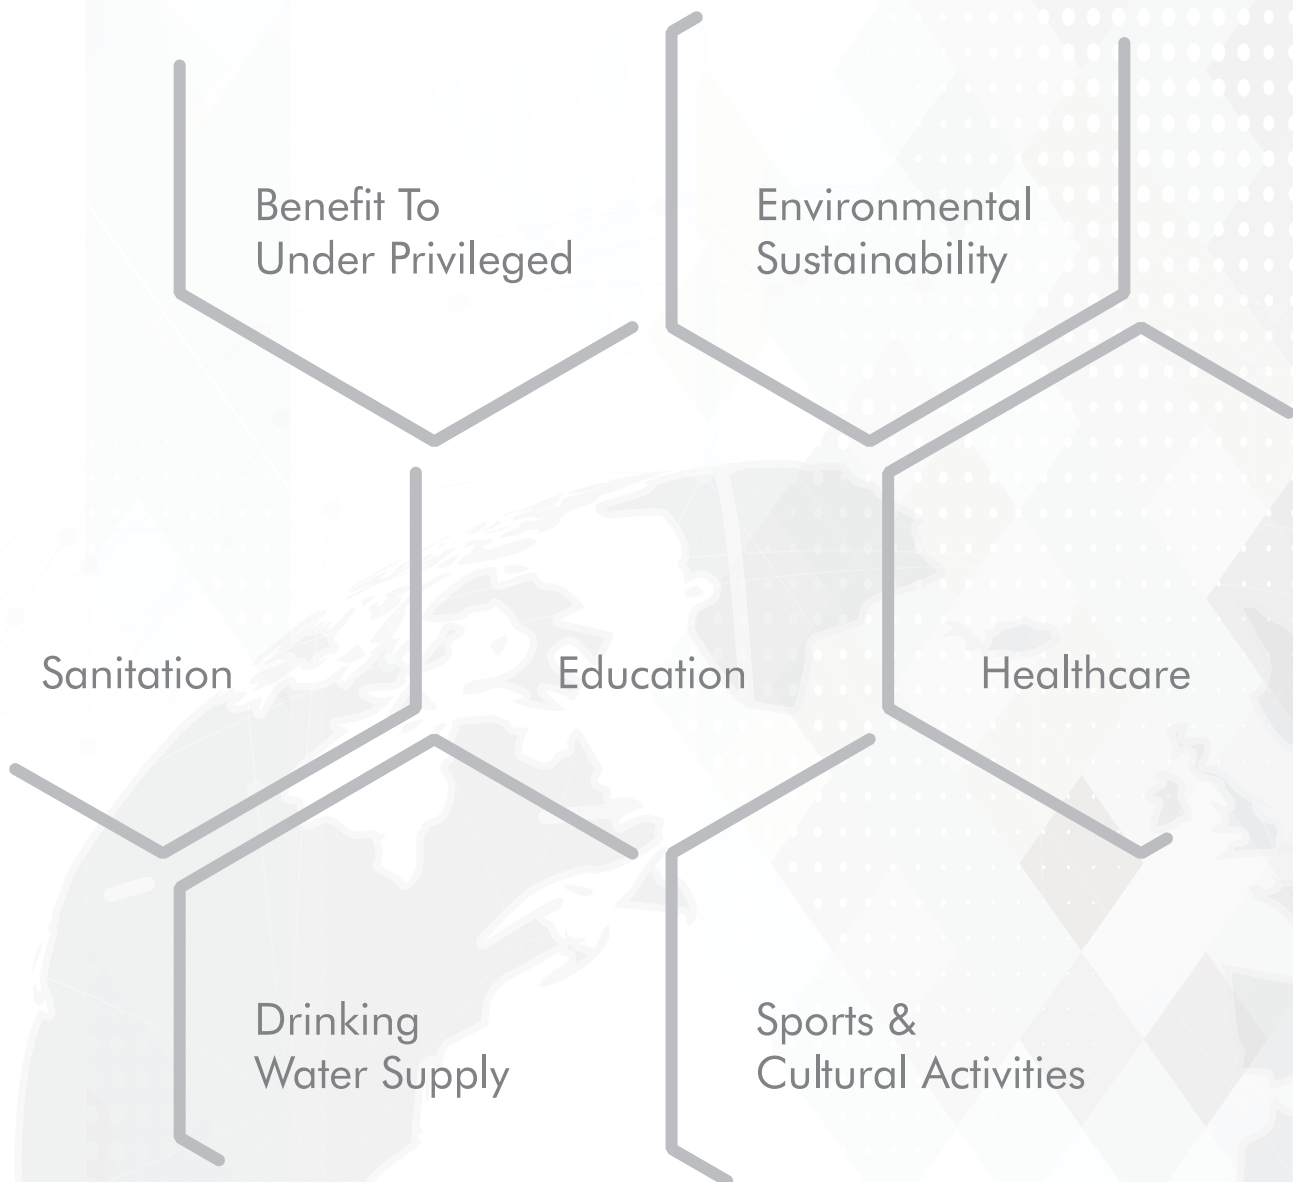 Benefit To
Under Privileged
Environmental
Sustainability
Sanitation
Education
Healthcare
Drinking
Water Supply
Sports &
Cultural Activities